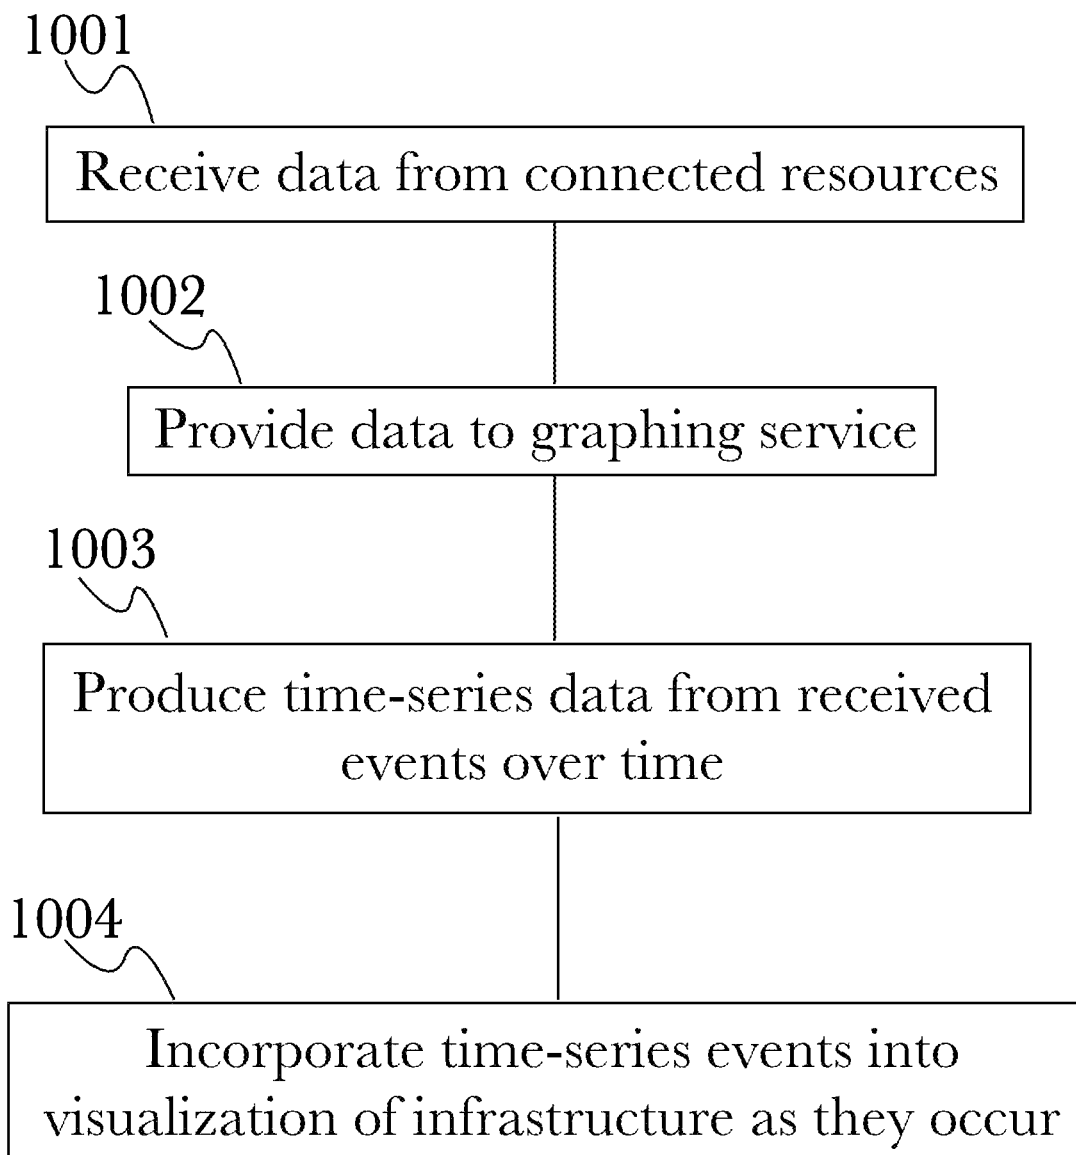 1001
Receive data from connected resources
1002
Provide data to graphing service
1003
Produce time-series data from received
events over time
1004
Incorporate time-series events into
visualization of infrastructure as they occur